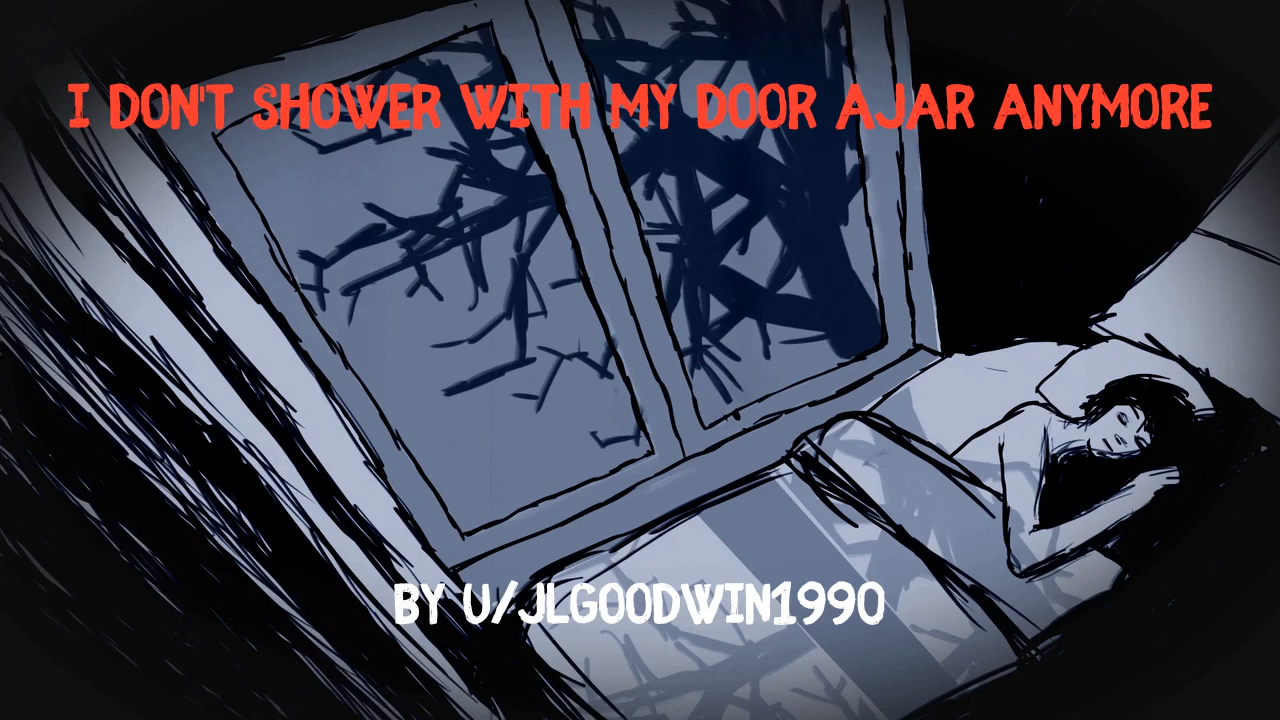 I DON'T SHOWER WITH MY DOOR AJAR ANYMORE
BY U/JLGOODWIN1990